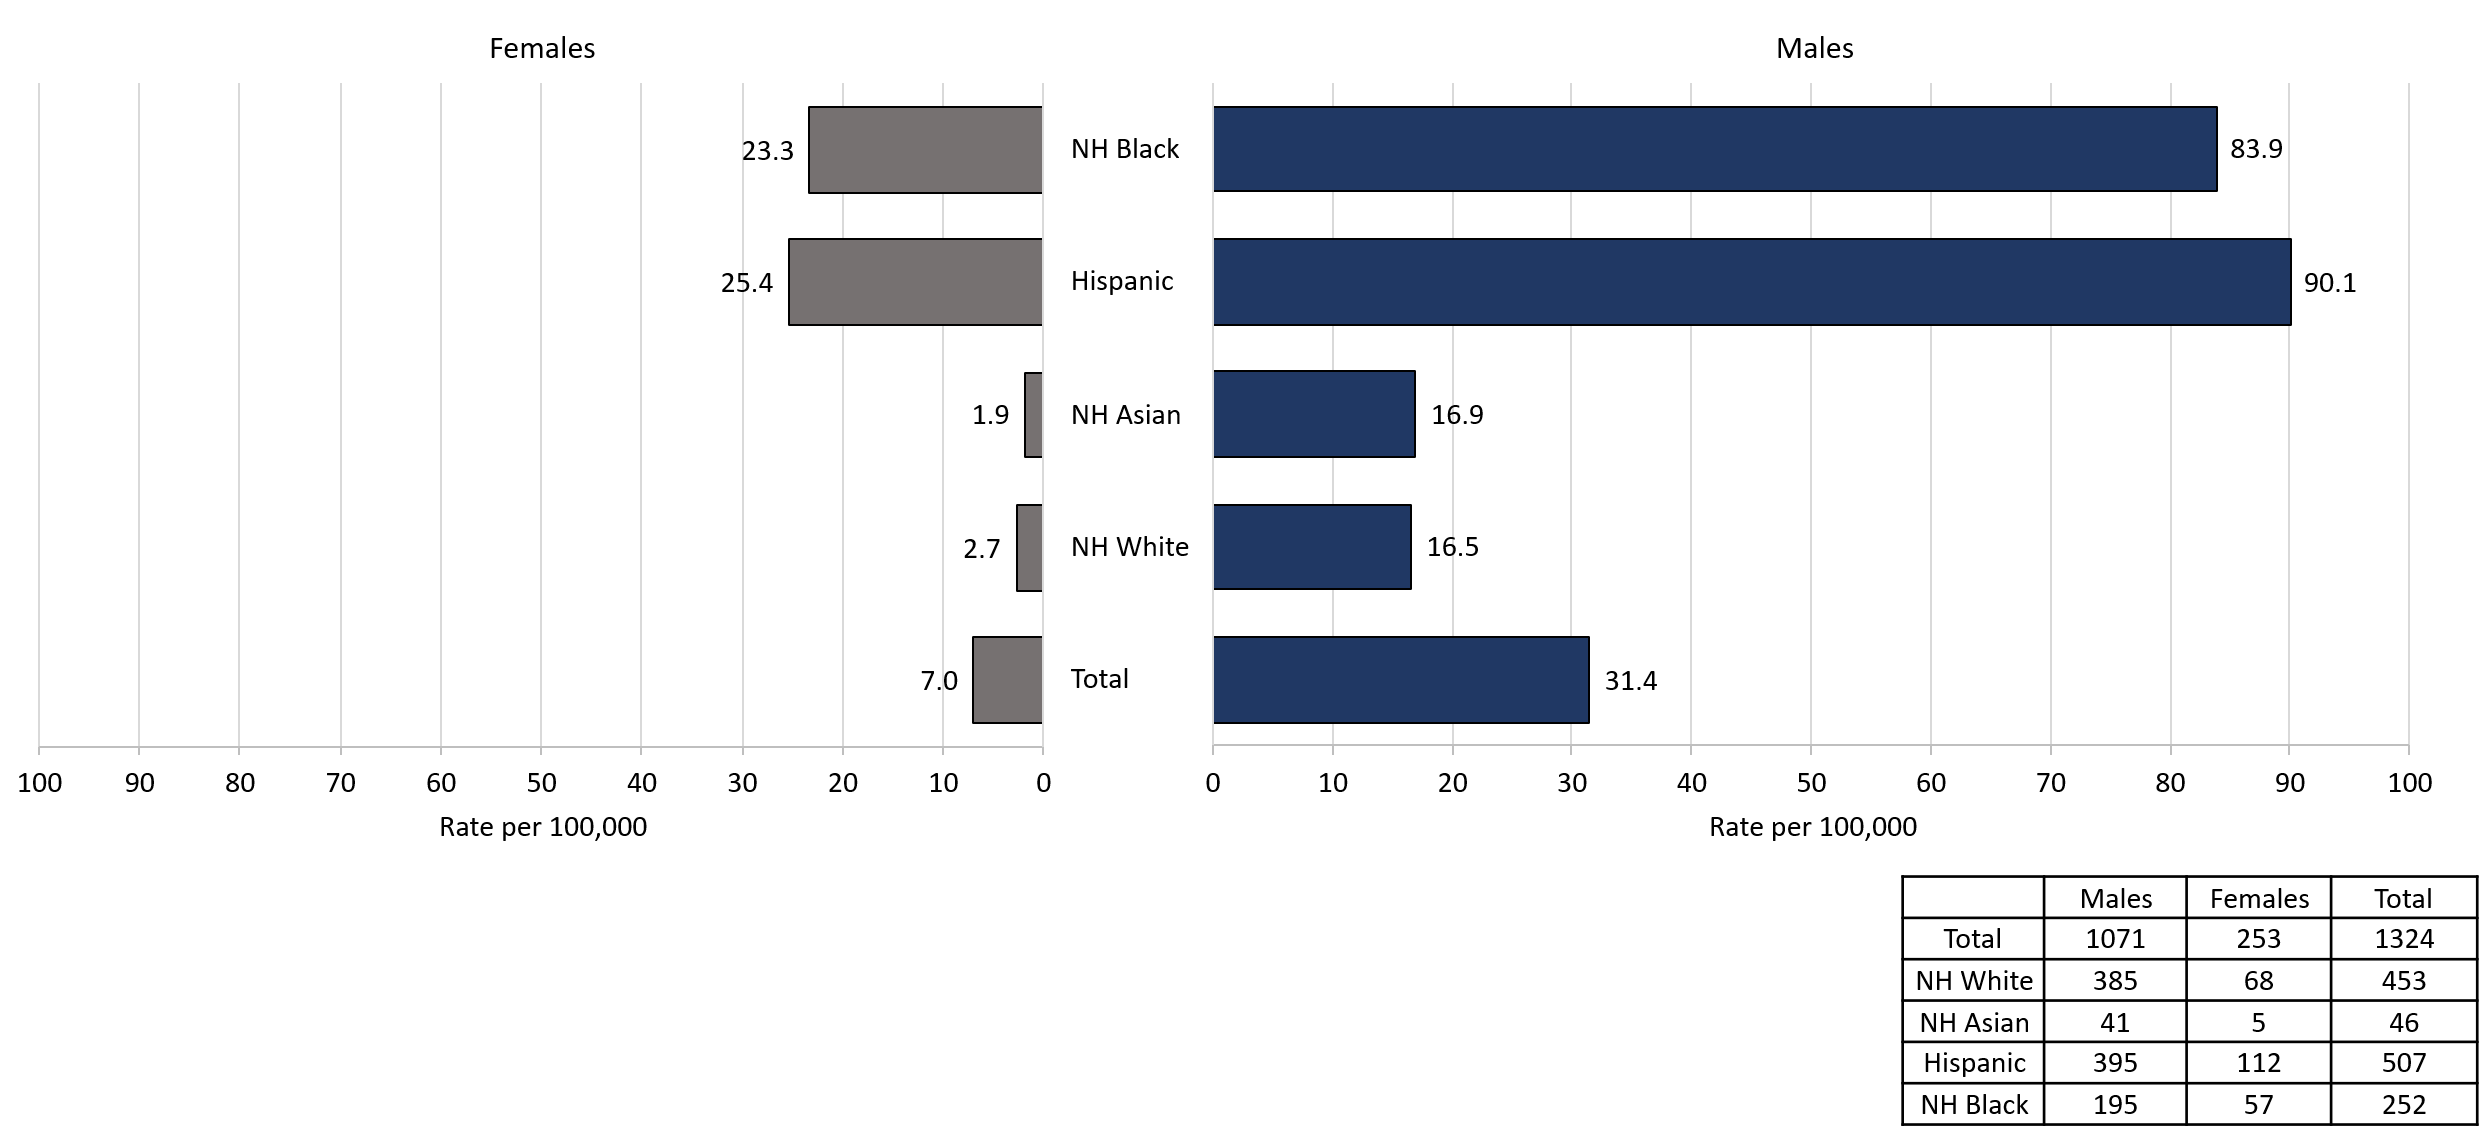 Females Males
23.3 NH Black 83.9
25.4 Hispanic 90.1
1.9 NH Asian 16.9
2.7 NH White 16.5
7.0 Total 31.4
100 90 80 70 60 50 40 30 20 10 0 0 10 20 30 40 50 60 70 80 90 100
Rate per 100,000 Rate per 100,000
Males Females Total
Total 1071 253 1324
NH White 385 68 453
NH Asian 41 5 46
Hispanic 395 112 507
NH Black 195 57 252